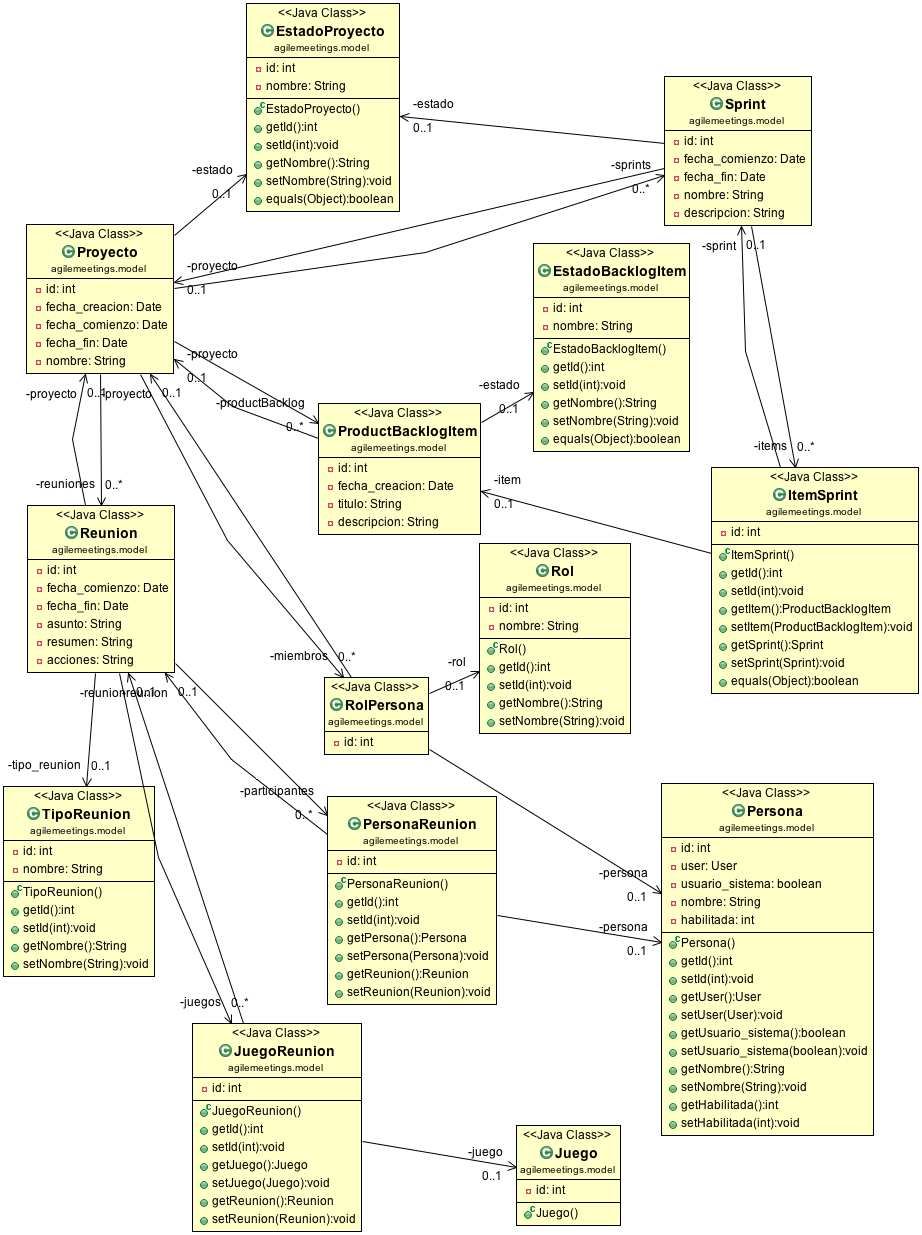 <<Java Class>>
EstadoProyecto
agilemeetings.model
id: int
nombre: String
EstadoProyecto()
getId():int
setId(int):void
getNombre():String
setNombre(String):void
equals(Object):boolean
-estado
0..1
<<Java Class>>
Sprint
agilemeetings.model
id: int
fecha_comienzo: Date
fecha_fin: Date
nombre: String
descripcion: String
-estado
0..1
-sprints
0..*
<<Java Class>>
Proyecto
agilemeetings.model
id: int
fecha_creacion: Date
fecha_comienzo: Date
fecha_fin: Date
nombre: String
-proyecto
0..1
-sprint
0..1
<<Java Class>>
EstadoBacklogItem
agilemeetings.model
id: int
nombre: String
EstadoBacklogItem()
getId():int
setId(int):void
getNombre():String
setNombre(String):void
equals(Object):boolean
-proyecto
0..1
-productBacklog
0..*
-estado
0..1
-proyecto
0..1
-proyecto
0..1
<<Java Class>>
ProductBacklogItem
agilemeetings.model
id: int
fecha_creacion: Date
titulo: String
descripcion: String
-items
0..*
-item
0..1
<<Java Class>>
ItemSprint
agilemeetings.model
id: int
ItemSprint()
getId():int
setId(int):void
getItem():ProductBacklogItem
setItem(ProductBacklogItem):void
getSprint():Sprint
setSprint(Sprint):void
equals(Object):boolean
-reuniones
0..*
<<Java Class>>
Reunion
agilemeetings.model
id: int
fecha_comienzo: Date
fecha_fin: Date
asunto: String
resumen: String
acciones: String
<<Java Class>>
Rol
agilemeetings.model
id: int
nombre: String
Rol()
getId():int
setId(int):void
getNombre():String
setNombre(String):void
-miembros
0..*
-rol
0..1
<<Java Class>>
RolPersona
agilemeetings.model
id: int
-reunion
-reunion
0..1
0..1
-tipo_reunion
0..1
<<Java Class>>
TipoReunion
agilemeetings.model
id: int
nombre: String
TipoReunion()
getId():int
setId(int):void
getNombre():String
setNombre(String):void
-participantes
0..*
<<Java Class>>
PersonaReunion
agilemeetings.model
id: int
PersonaReunion()
getId():int
setId(int):void
getPersona():Persona
setPersona(Persona):void
getReunion():Reunion
setReunion(Reunion):void
-persona
0..1
-persona
0..1
<<Java Class>>
Persona
agilemeetings.model
id: int
user: User
usuario_sistema: boolean
nombre: String
habilitada: int
Persona()
getId():int
setId(int):void
getUser():User
setUser(User):void
getUsuario_sistema():boolean
setUsuario_sistema(boolean):void
getNombre():String
setNombre(String):void
getHabilitada():int
setHabilitada(int):void
-juegos
0..*
<<Java Class>>
JuegoReunion
agilemeetings.model
id: int
JuegoReunion()
getId():int
setId(int):void
getJuego():Juego
setJuego(Juego):void
getReunion():Reunion
setReunion(Reunion):void
-juego
0..1
<<Java Class>>
Juego
agilemeetings.model
id: int
Juego()